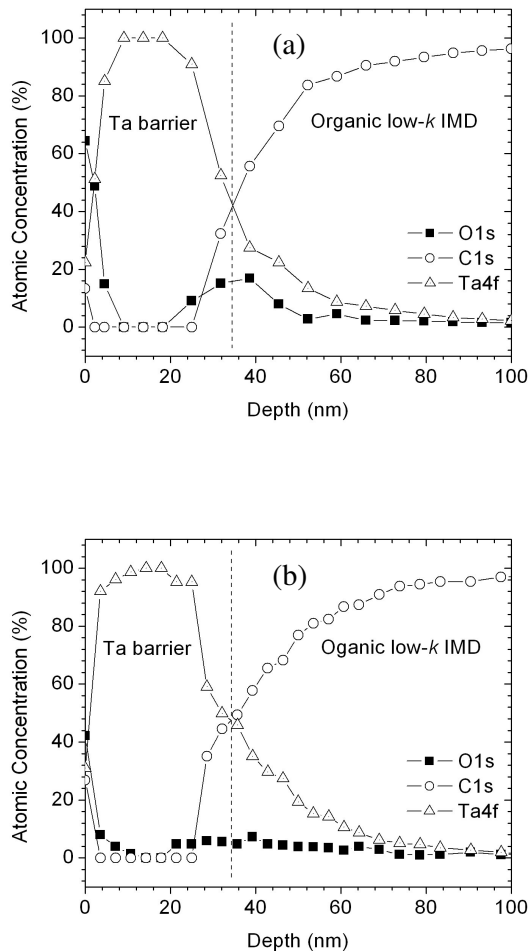 (a)
100
80
60
40
20
0
Atomic Concentration (%)
Ta barrier
Organic low-k IMD
O1s
C1s
Ta4f
0 20 40 60 80 100
Depth (nm)
(b)
100
80
60
40
20
0
Atomic Concentration (%)
Ta barrier
Oganic low-k IMD
O1s
C1s
Ta4f
0 20 40 60 80 100
Depth (nm)